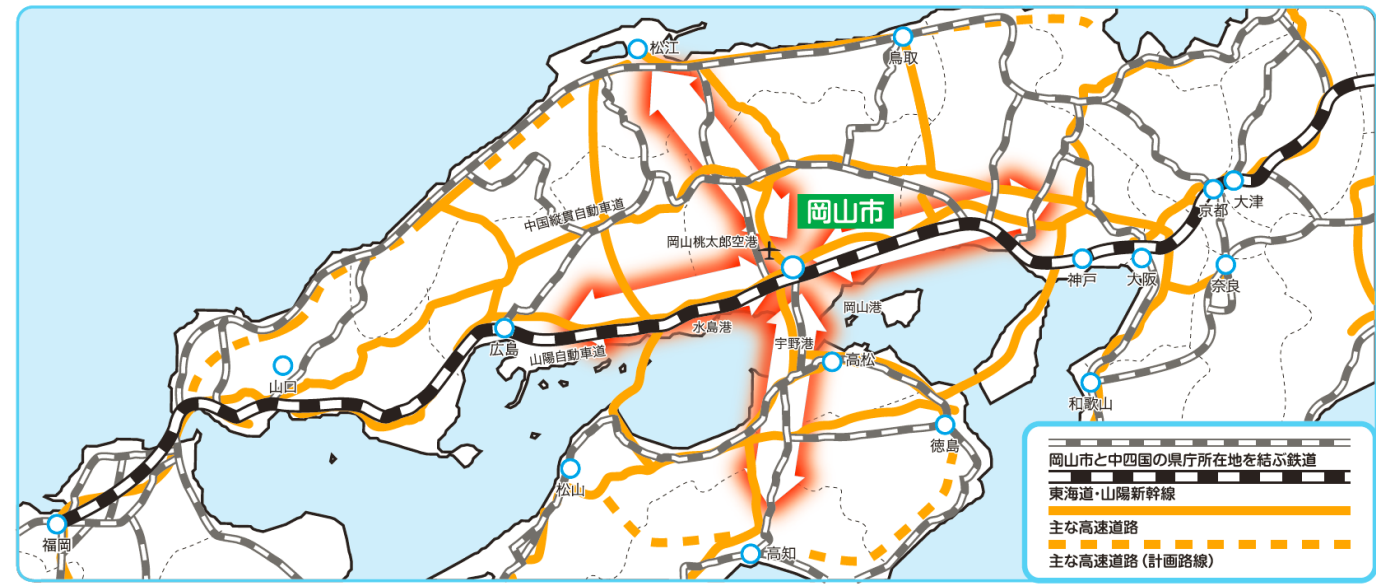 松江
鳥取
岡山市
中国縦貫自動車道
岡山桃太郎空港
京都
大津
神戸
大阪
奈良
岡山港
水島港
広島
山陽自動車道
宇野港
高松
山口
和歌山
徳島
松山
福岡
高知
岡山市と中四国の県庁所在地を結ぶ鉄道
東海道・山陽新幹線
主な高速道路
主な高速道路（計画路線）